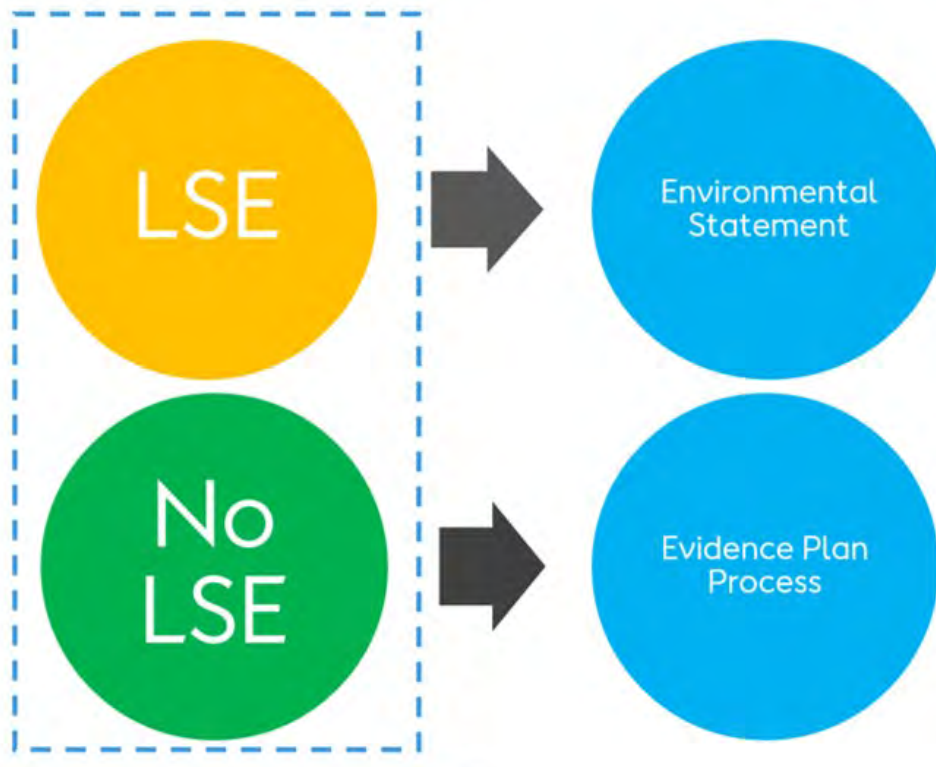 LSE
Environmental
Statement
No
LSE
Evidence Plan
Process